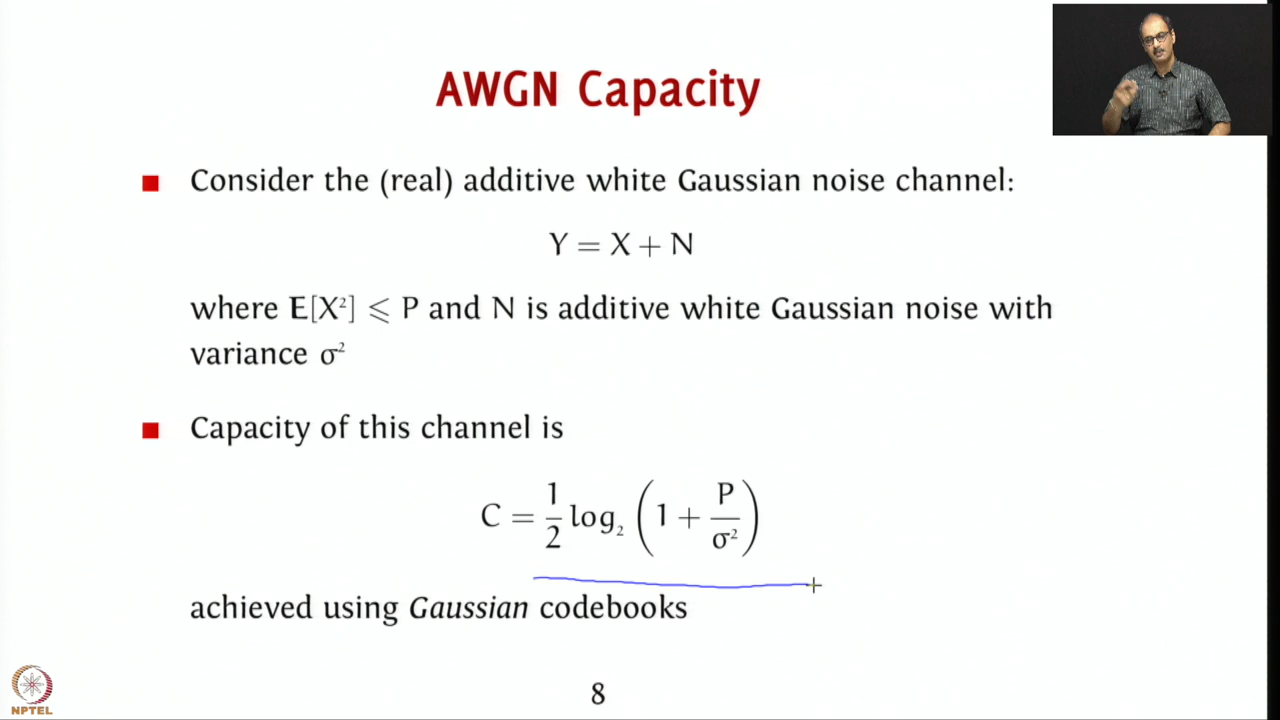 AWGN Capacity
Consider the (real) additive white Gaussian noise channel:
Y = X + N
where E[X²] ⩽ P and N is additive white Gaussian noise with
variance σ²
Capacity of this channel is
C = 1/2 log₂ (1 + P/σ²)
achieved using Gaussian codebooks
NPTEL
8